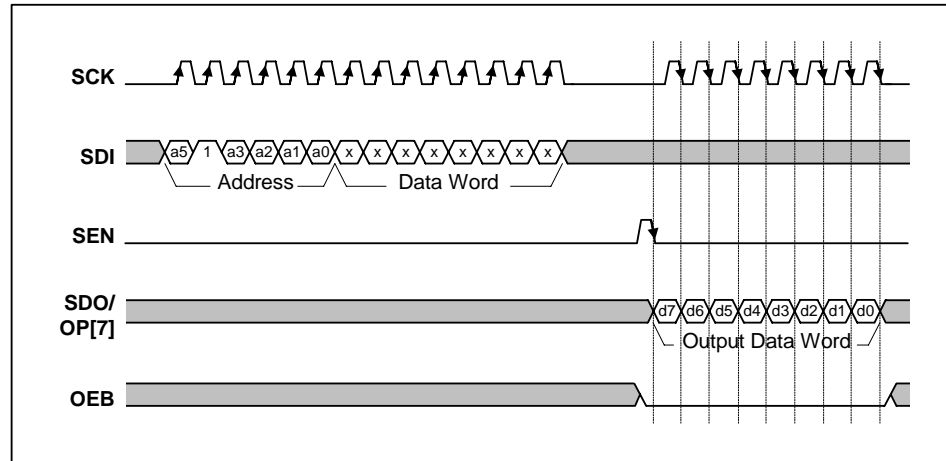 SCK
SDI
a5 1 a3 a2 a1 a0 x x x x x x x x
Address Data Word
SEN
SDO/
OP[7]
d7 d6 d5 d4 d3 d2 d1 d0
Output Data Word
OEB